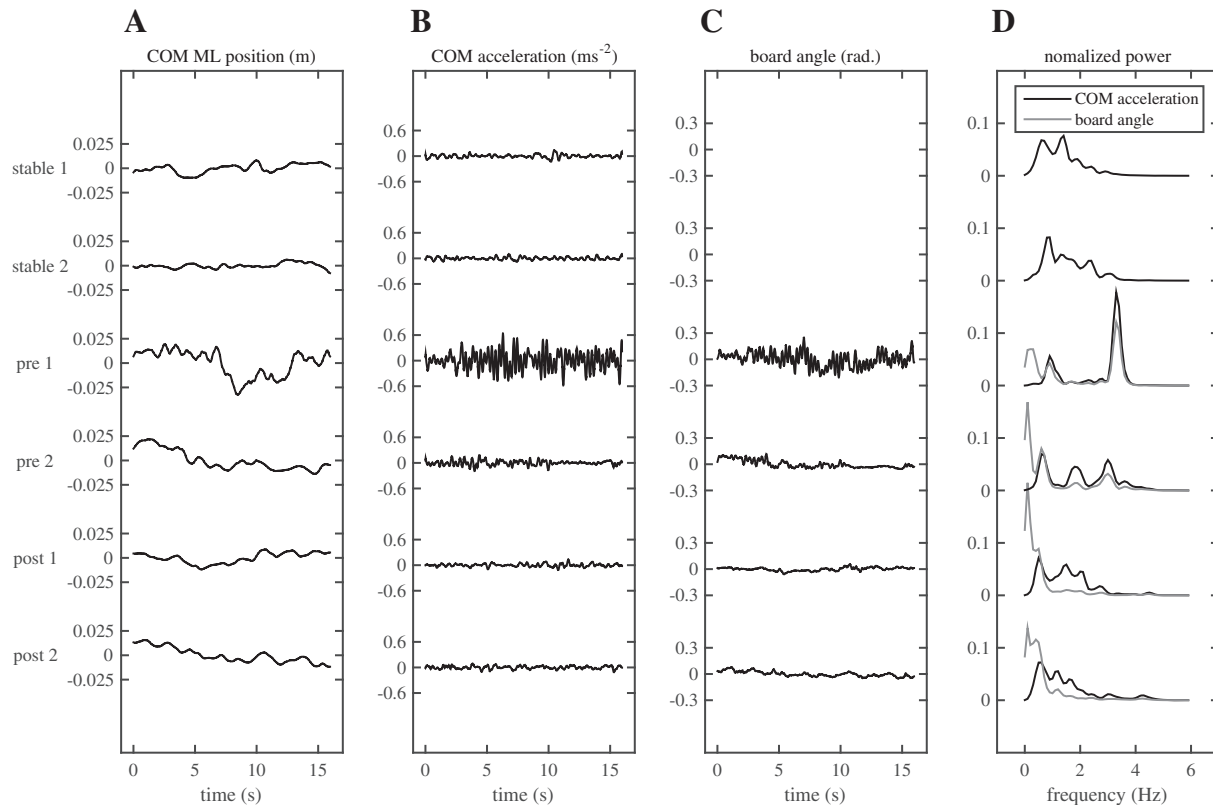 A B C D
COM ML position (m) COM acceleration (ms⁻²) board angle (rad.) nomalized power
COM acceleration
board angle
stable 1 0.025 0 -0.025 0.6 0 -0.6 0.3 0 -0.3 0.1 0
stable 2 0.025 0 -0.025 0.6 0 -0.6 0.3 0 -0.3 0.1 0
pre 1 0.025 0 -0.025 0.6 0 -0.6 0.3 0 -0.3 0.1 0
pre 2 0.025 0 -0.025 0.6 0 -0.6 0.3 0 -0.3 0.1 0
post 1 0.025 0 -0.025 0.6 0 -0.6 0.3 0 -0.3 0.1 0
post 2 0.025 0 -0.025 0.6 0 -0.6 0.3 0 -0.3 0.1 0
0 5 10 15 0 5 10 15 0 5 10 15 0 2 4 6
time (s) time (s) time (s) frequency (Hz)